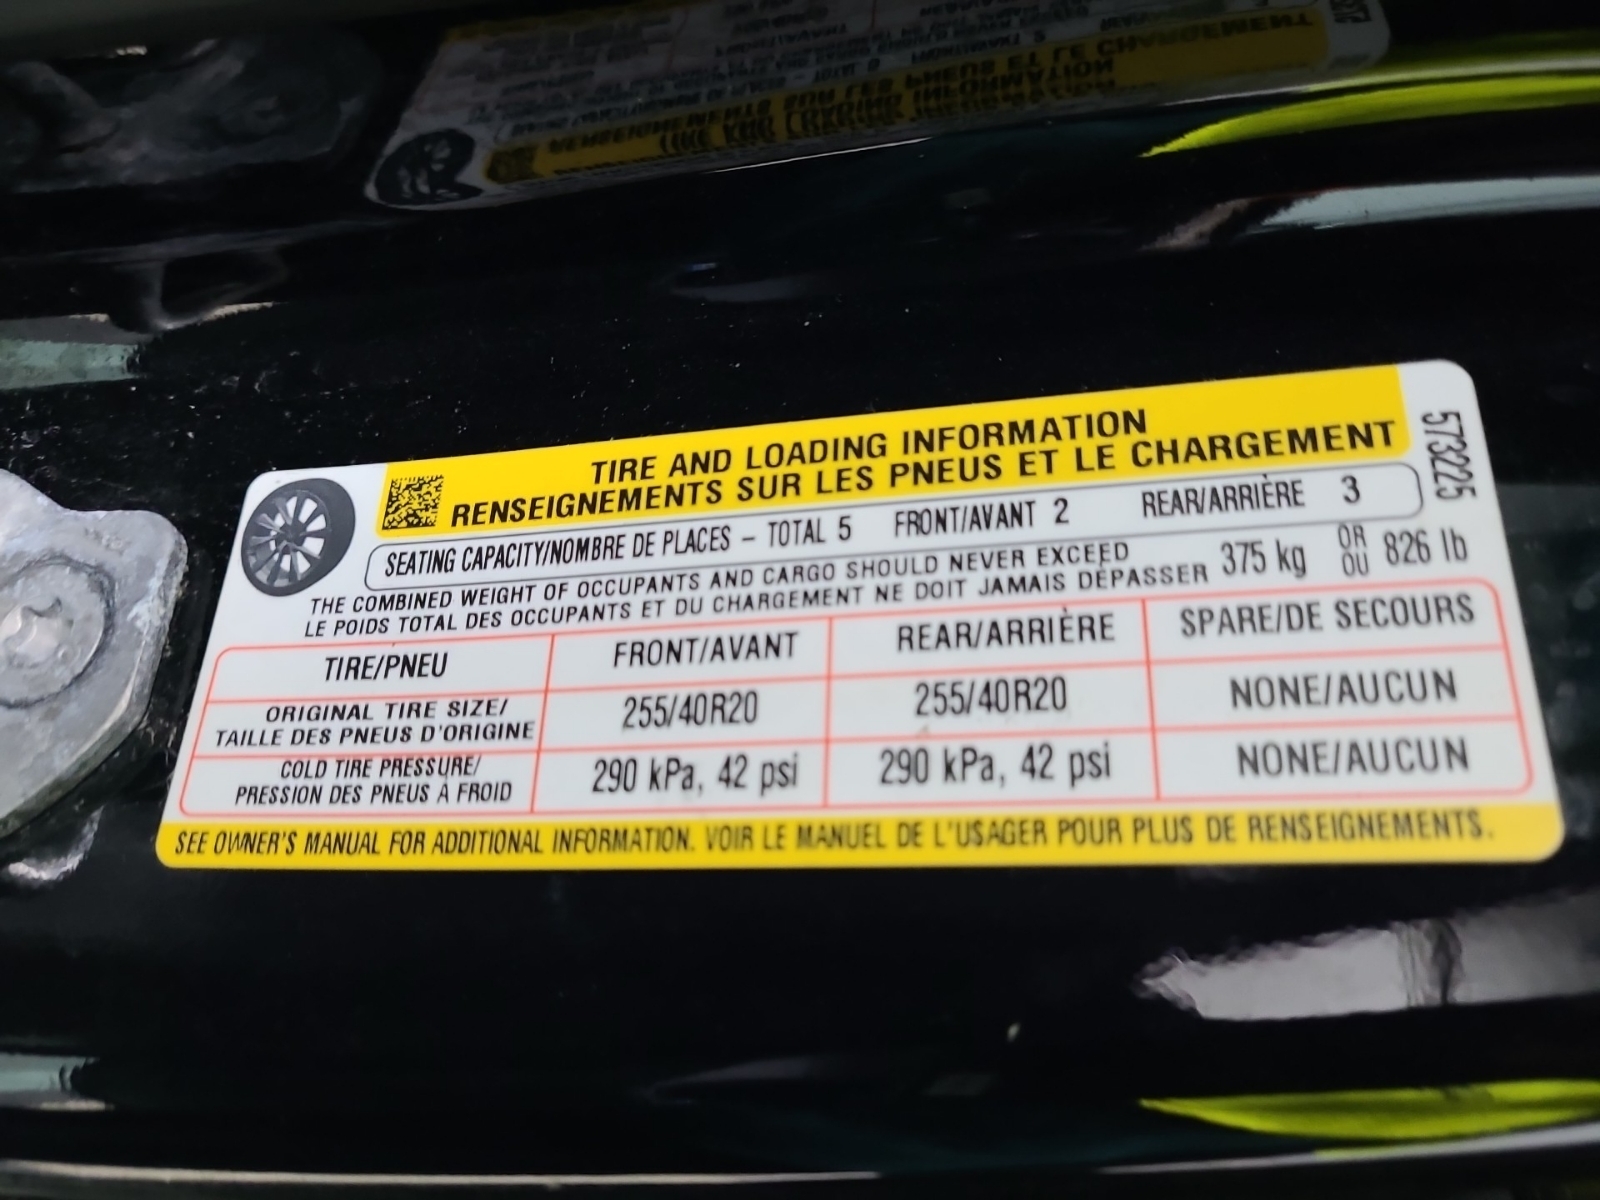 TIRE AND LOADING INFORMATION
RENSEIGNEMENTS SUR LES PNEUS ET LE CHARGEMENT
5732225
SEATING CAPACITY/NOMBRE DE PLACES – TOTAL 5 FRONT/AVANT 2 REAR/ARRIÈRE 3
THE COMBINED WEIGHT OF OCCUPANTS AND CARGO SHOULD NEVER EXCEED
LE POIDS TOTAL DES OCCUPANTS ET DU CHARGEMENT NE DOIT JAMAIS DÉPASSER
375 kg OR OU 826 lb
TIRE/PNEU FRONT/AVANT REAR/ARRIÈRE SPARE/DE SECOURS
ORIGINAL TIRE SIZE/
TAILLE DES PNEUS D'ORIGINE
255/40R20 255/40R20 NONE/AUCUN
COLD TIRE PRESSURE/
PRESSION DES PNEUS À FROID
290 kPa, 42 psi 290 kPa, 42 psi NONE/AUCUN
SEE OWNER'S MANUAL FOR ADDITIONAL INFORMATION. VOIR LE MANUEL DE L'USAGER POUR PLUS DE RENSEIGNEMENTS.